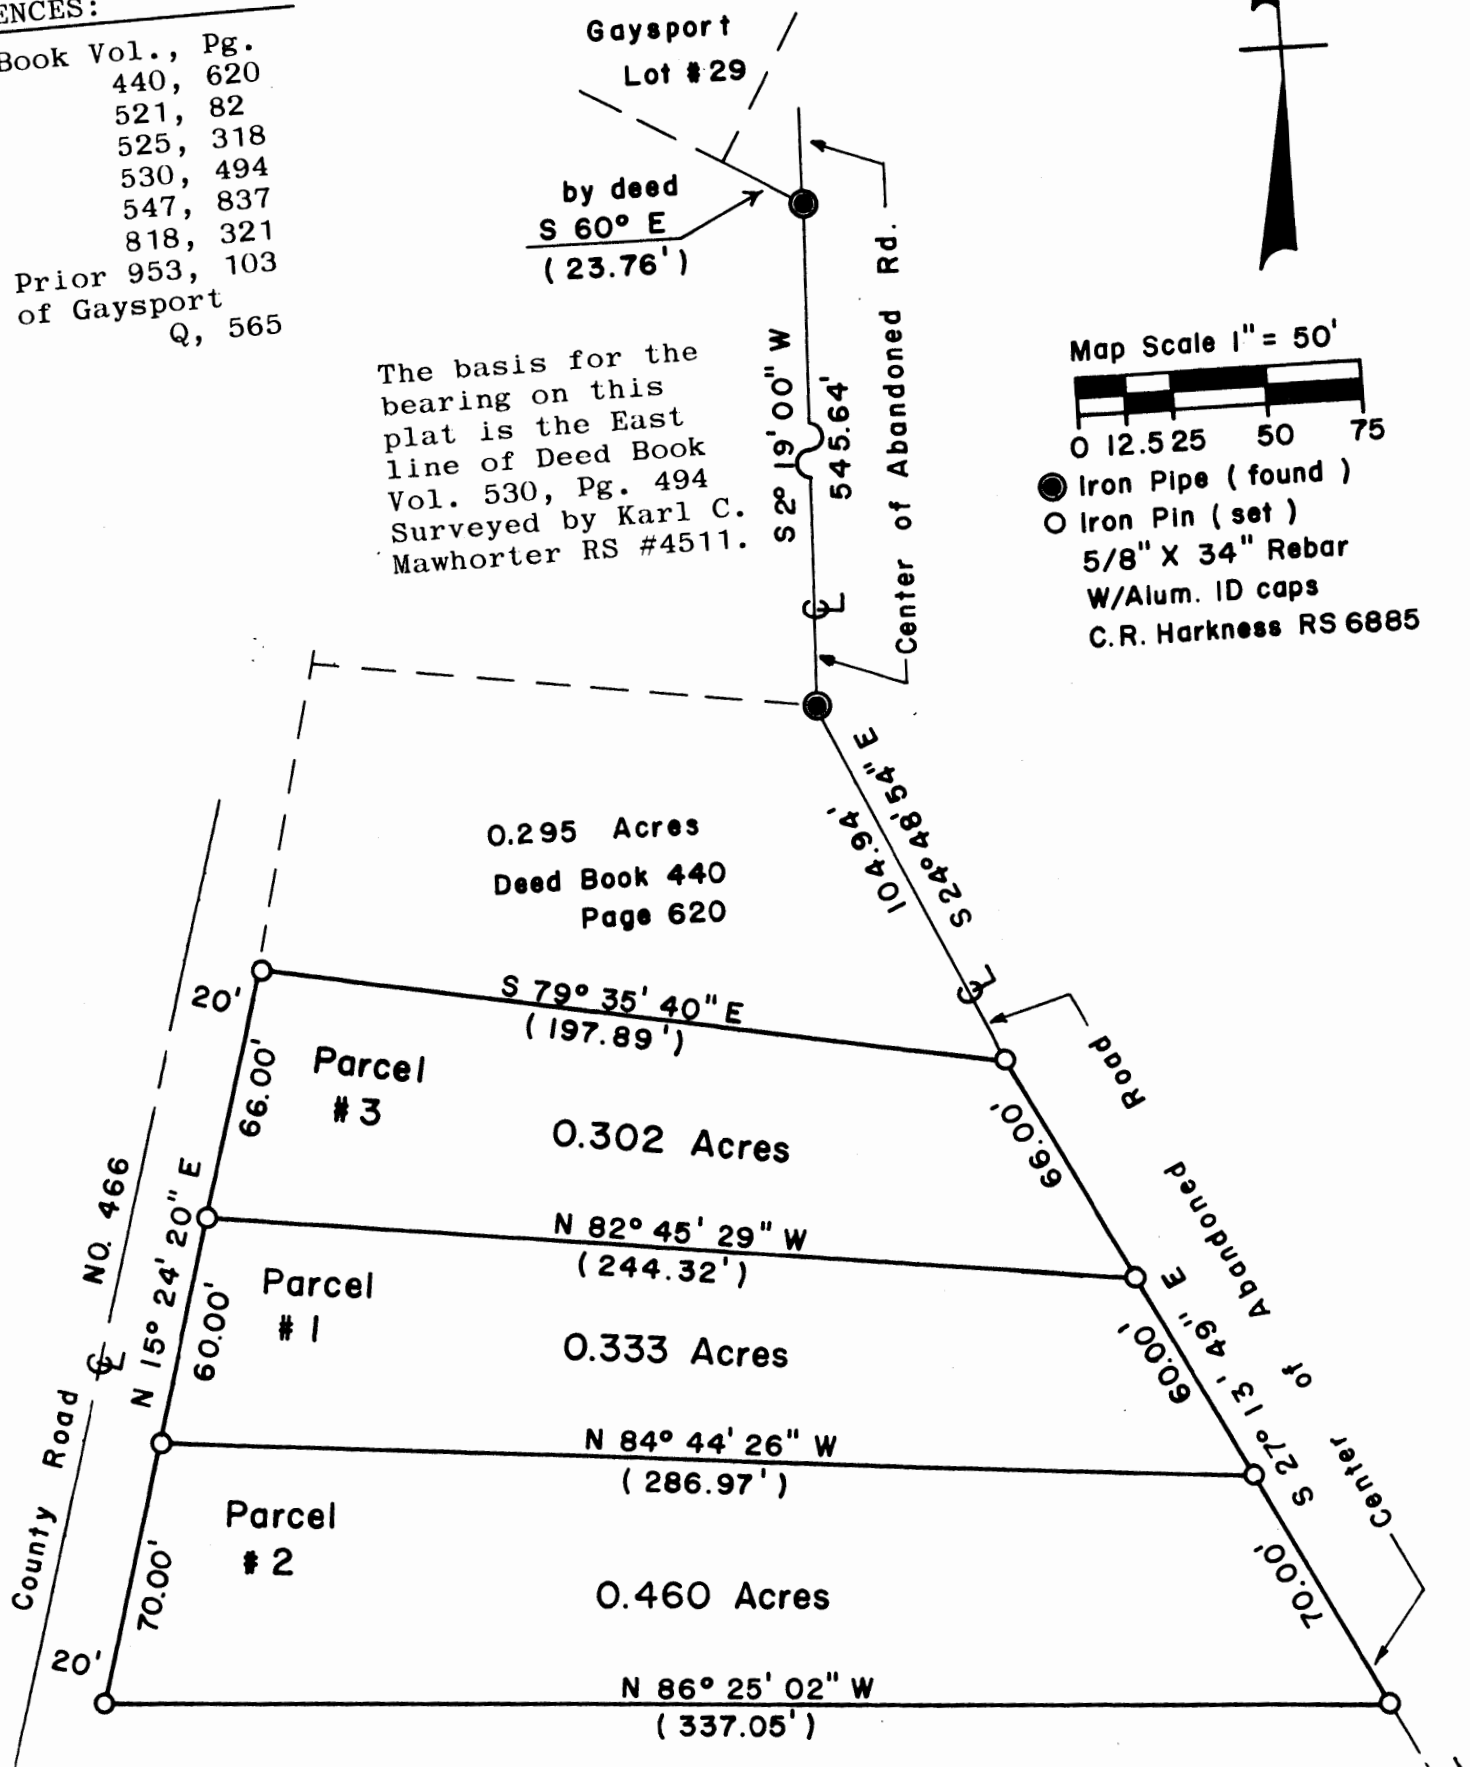 ENCES:
Book Vol., Pg.
440, 620
521, 82
525, 318
530, 494
547, 837
818, 321
Prior 953, 103
of Gaysport
Q, 565
Gaysport
Lot #29
by deed
S 60° E
(23.76')
The basis for the
bearing on this
plat is the East
line of Deed Book
Vol. 530, Pg. 494
Surveyed by Karl C.
Mawhorter RS #4511.
S 2° 19' 00" W
545.64'
Center of Abandoned Rd.
CL
Map Scale 1" = 50'
0 12.5 25 50 75
Iron Pipe (found)
Iron Pin (set)
5/8" X 34" Rebar
W/Alum. ID caps
C.R. Harkness RS 6885
S 24° 48' 54" E
104.94'
CL
0.295 Acres
Deed Book 440
Page 620
20'
S 79° 35' 40" E
(197.89')
Parcel
#3
66.00'
0.302 Acres
66.00'
N 82° 45' 29" W
(244.32')
Parcel
#1
60.00'
0.333 Acres
60.00'
N 84° 44' 26" W
(286.97')
Parcel
#2
70.00'
0.460 Acres
70.00'
20'
N 86° 25' 02" W
(337.05')
N 15° 24' 20" E
County Road CL NO. 466
S 27° 13' 49" E
Center of Abandoned Road